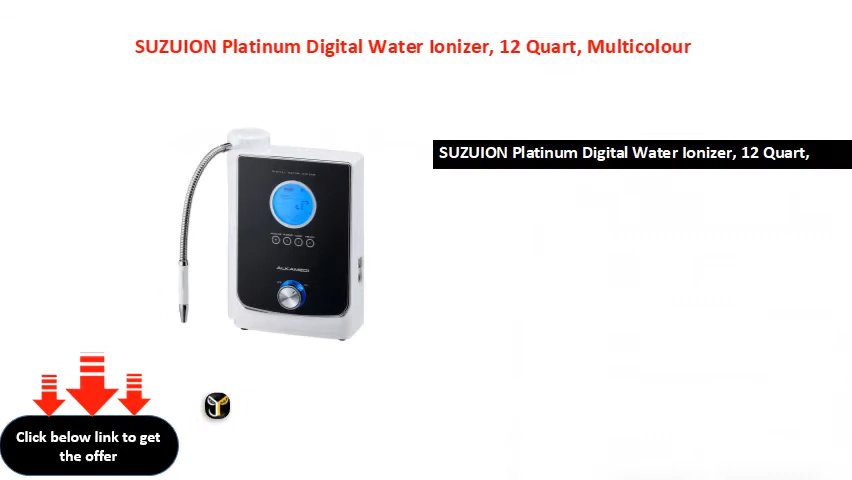 SUZUION Platinum Digital Water Ionizer, 12 Quart, Multicolour
SUZUION Platinum Digital Water Ionizer, 12 Quart,
ALKAMEDI
Click below link to get
the offer